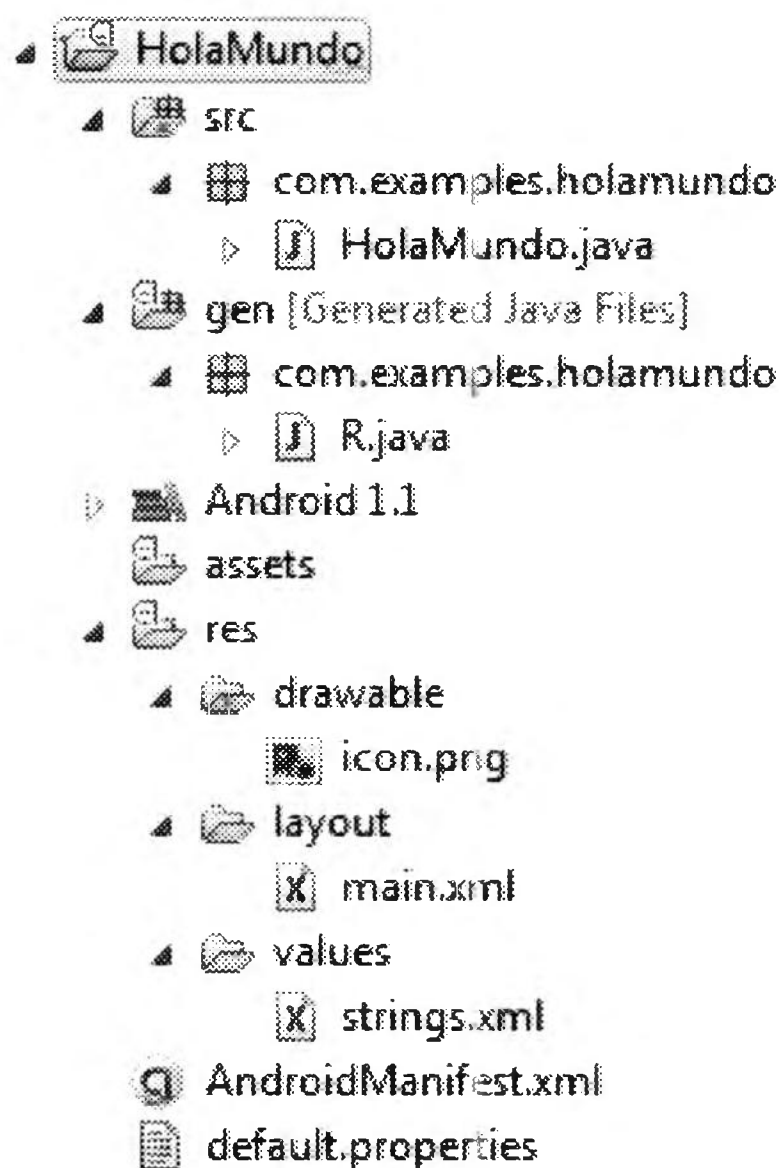 HolaMundo
src
com.examples.holamundo
HolaMundo.java
gen [Generated Java Files]
com.examples.holamundo
R.java
Android 1.1
assets
res
drawable
icon.png
layout
main.xml
values
strings.xml
AndroidManifest.xml
default.properties